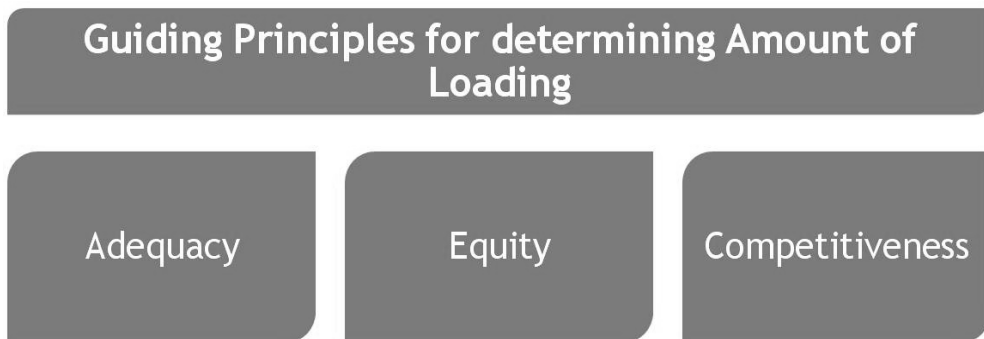 Guiding Principles for determining Amount of
Loading
Adequacy
Equity
Competitiveness